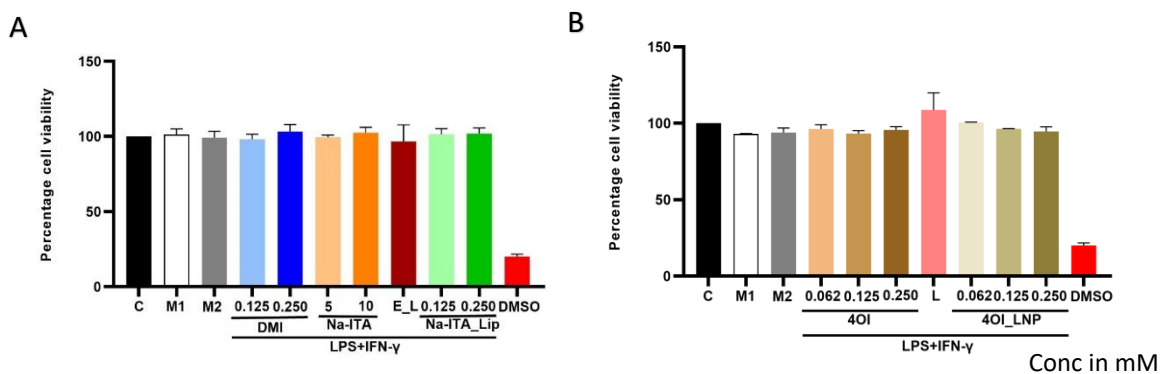 A
Percentage cell viability
150
100
50
0
C M1 M2 0.125 0.250 5 10 E_L 0.125 0.250 DMSO
DMI Na-ITA Na-ITA_Lip
LPS+IFN-γ
B
Percentage cell viability
150
100
50
0
C M1 M2 0.062 0.125 0.250 L 0.062 0.125 0.250 DMSO
4OI 4OI_LNP
LPS+IFN-γ
Conc in mM